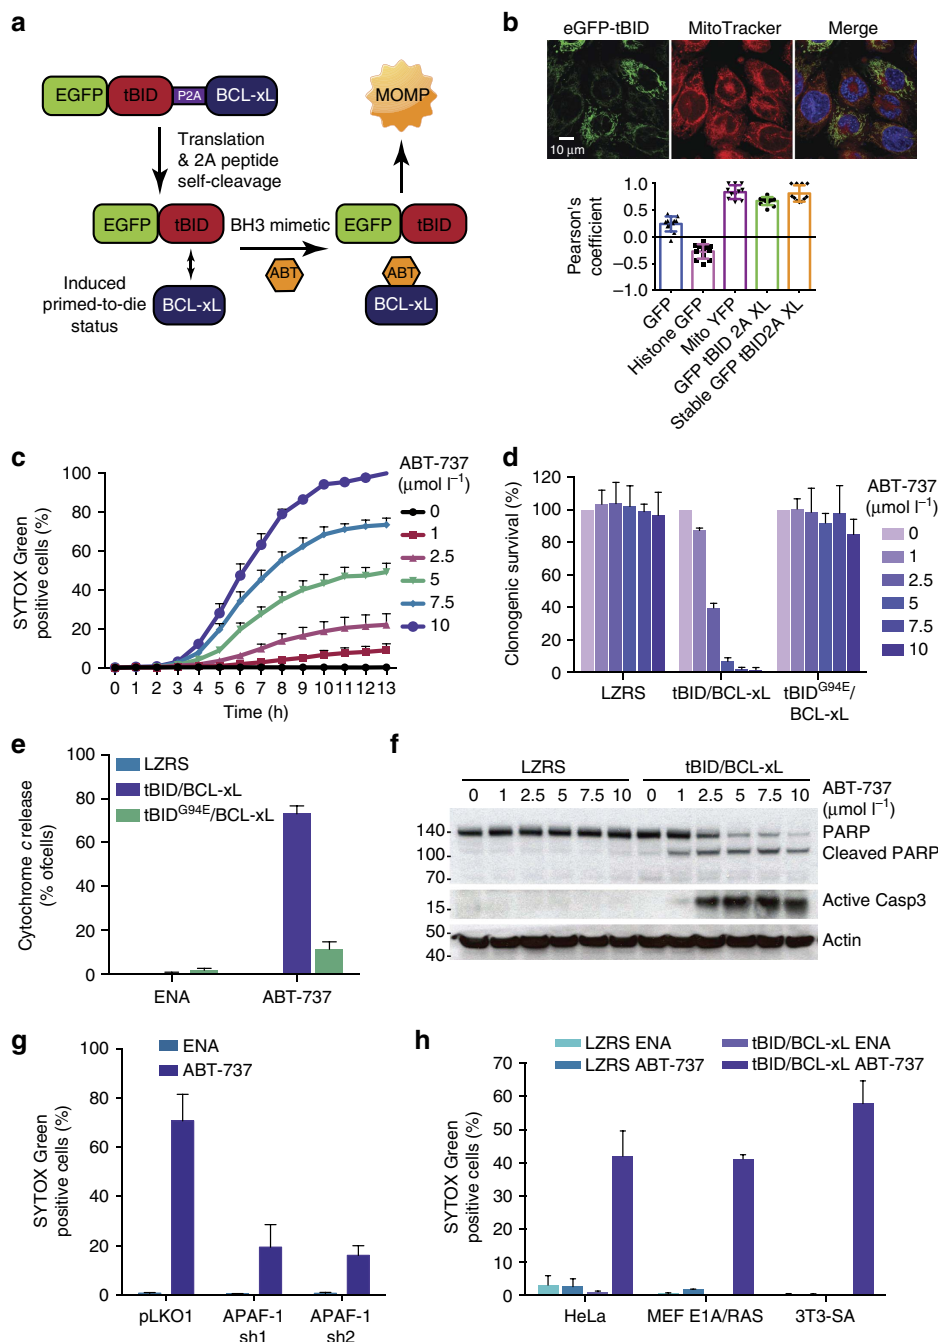 a
EGFP
tBID
P2A
BCL-xL
Translation
& 2A peptide
self-cleavage
EGFP
tBID
BH3 mimetic
ABT
Induced
primed-to-die
status
BCL-xL
MOMP
EGFP
tBID
ABT
BCL-xL
b
eGFP-tBID
MitoTracker
Merge
10 μm
Pearson's
coefficient
1.0
0.5
0.0
−0.5
−1.0
GFP
Histone GFP
Mito YFP
GFP tBID 2A XL
Stable GFP tBID2A XL
c
SYTOX Green
positive cells (%)
100
80
60
40
20
0
0 1 2 3 4 5 6 7 8 9 10 11 12 13
Time (h)
ABT-737
(μmol l−1)
0
1
2.5
5
7.5
10
d
Clonogenic survival (%)
120
100
80
60
40
20
0
LZRS
tBID/BCL-xL
tBIDG94E/
BCL-xL
ABT-737
(μmol l−1)
0
1
2.5
5
7.5
10
e
Cytochrome c release
(% ofcells)
100
80
60
40
20
0
LZRS
tBID/BCL-xL
tBIDG94E/BCL-xL
ENA
ABT-737
f
LZRS
tBID/BCL-xL
0 1 2.5 5 7.5 10 0 1 2.5 5 7.5 10
ABT-737
(μmol l−1)
140
100
70
PARP
Cleaved PARP
15
Active Casp3
50
40
Actin
g
SYTOX Green
positive cells (%)
100
80
60
40
20
0
ENA
ABT-737
pLKO1
APAF-1
sh1
APAF-1
sh2
h
LZRS ENA
LZRS ABT-737
tBID/BCL-xL ENA
tBID/BCL-xL ABT-737
SYTOX Green
positive cells (%)
70
60
50
40
30
20
10
0
HeLa
MEF E1A/RAS
3T3-SA